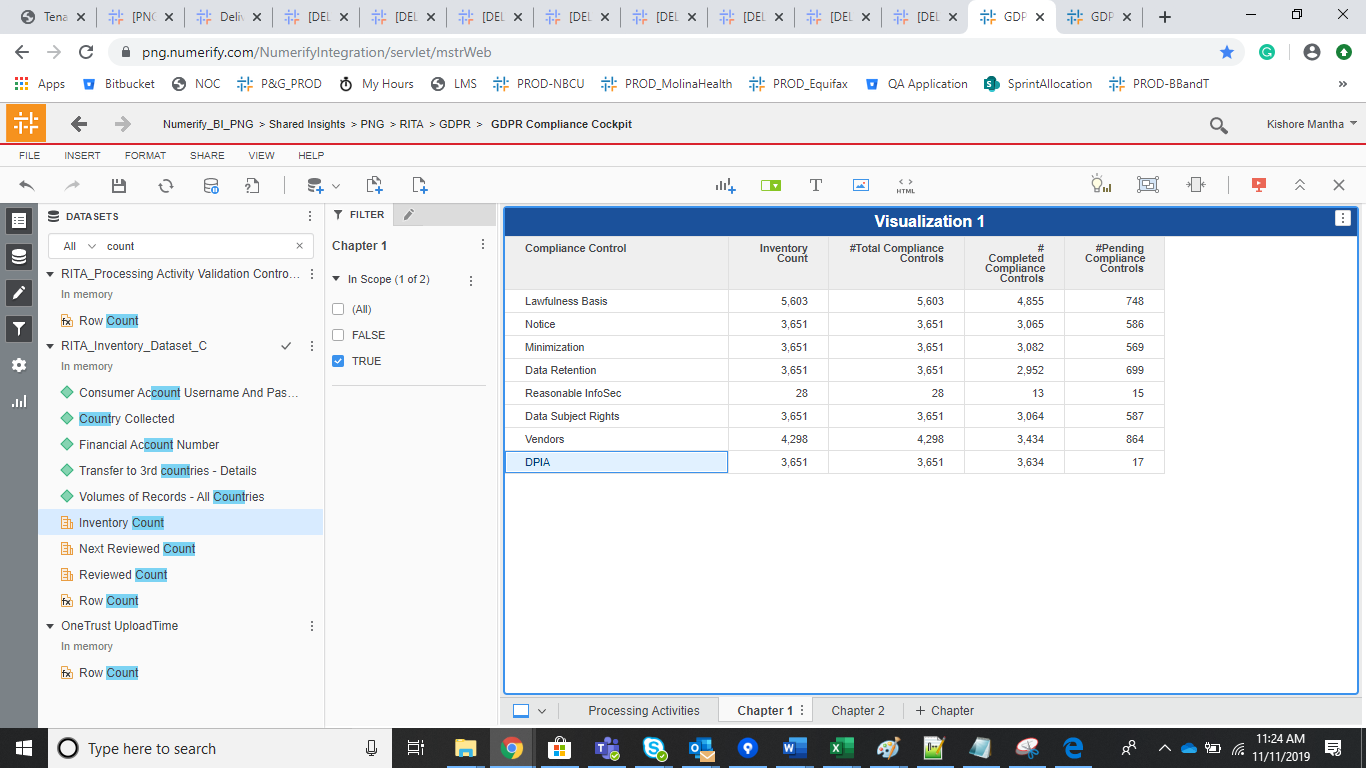 Tena
[PNC
Deliv
[DEL
[DEL
[DEL
[DEL
[DEL
[DEL
[DEL
[DEL
GDP
GDP
png.numerify.com/NumerifyIntegration/servlet/mstrWeb
Apps Bitbucket NOC P&G_PROD My Hours LMS PROD-NBCU PROD_MolinaHealth PROD_Equifax QA Application SprintAllocation PROD-BBandT »
Numerify_BI_PNG > Shared Insights > PNG > RITA > GDPR > GDPR Compliance Cockpit
Kishore Mantha
FILE INSERT FORMAT SHARE VIEW HELP
HTML
DATASETS
All count
RITA_Processing Activity Validation Contro...
In memory
Row Count
RITA_Inventory_Dataset_C
In memory
Consumer Account Username And Pas...
Country Collected
Financial Account Number
Transfer to 3rd countries - Details
Volumes of Records - All Countries
Inventory Count
Next Reviewed Count
Reviewed Count
Row Count
OneTrust UploadTime
In memory
Row Count
FILTER
Chapter 1
In Scope (1 of 2)
(All)
FALSE
TRUE
Visualization 1
Compliance Control Inventory Count #Total Compliance Controls # Completed Compliance Controls #Pending Compliance Controls
Lawfulness Basis 5,603 5,603 4,855 748
Notice 3,651 3,651 3,065 586
Minimization 3,651 3,651 3,082 569
Data Retention 3,651 3,651 2,952 699
Reasonable InfoSec 28 28 13 15
Data Subject Rights 3,651 3,651 3,064 587
Vendors 4,298 4,298 3,434 864
DPIA 3,651 3,651 3,634 17
Processing Activities Chapter 1 Chapter 2 + Chapter
Type here to search
11:24 AM
11/11/2019